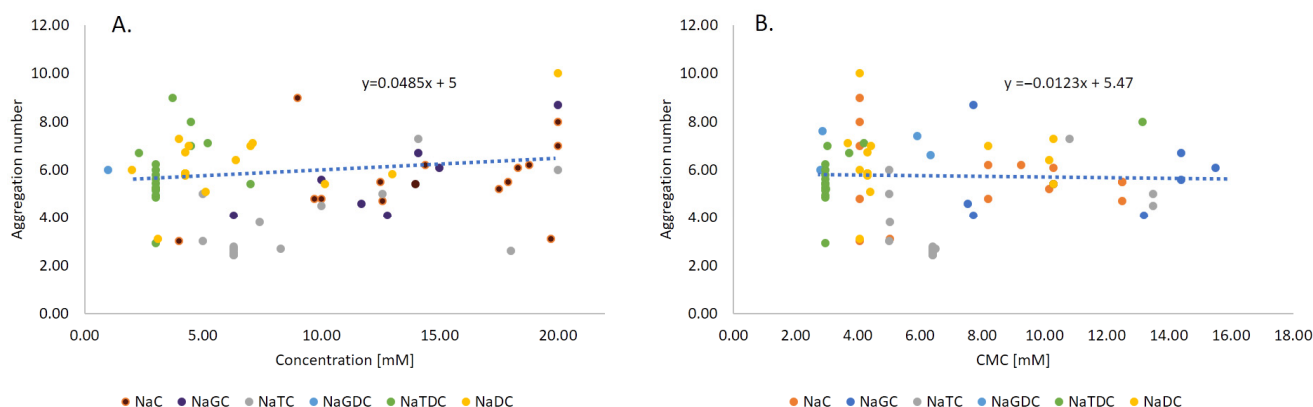 A.
y=0.0485x + 5
Aggregation number
12.00
10.00
8.00
6.00
4.00
2.00
0.00
0.00 5.00 10.00 15.00 20.00
Concentration [mM]
NaC NaGC NaTC NaGDC NaTDC NaDC
B.
y =−0.0123x + 5.47
Aggregation number
12.00
10.00
8.00
6.00
4.00
2.00
0.00
0.00 2.00 4.00 6.00 8.00 10.00 12.00 14.00 16.00 18.00
CMC [mM]
NaC NaGC NaTC NaGDC NaTDC NaDC